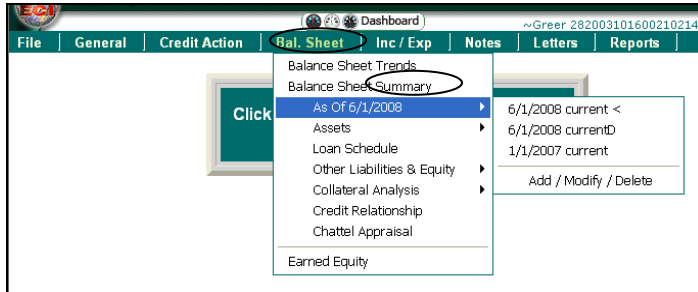 ECI
Dashboard
~Greer 282003101600210214
File General Credit Action Bal. Sheet Inc / Exp Notes Letters Reports
Balance Sheet Trends
Balance Sheet Summary
Click
As Of 6/1/2008
6/1/2008 current <
Assets
6/1/2008 currentD
Loan Schedule
1/1/2007 current
Other Liabilities & Equity
Add / Modify / Delete
Collateral Analysis
Credit Relationship
Chattel Appraisal
Earned Equity